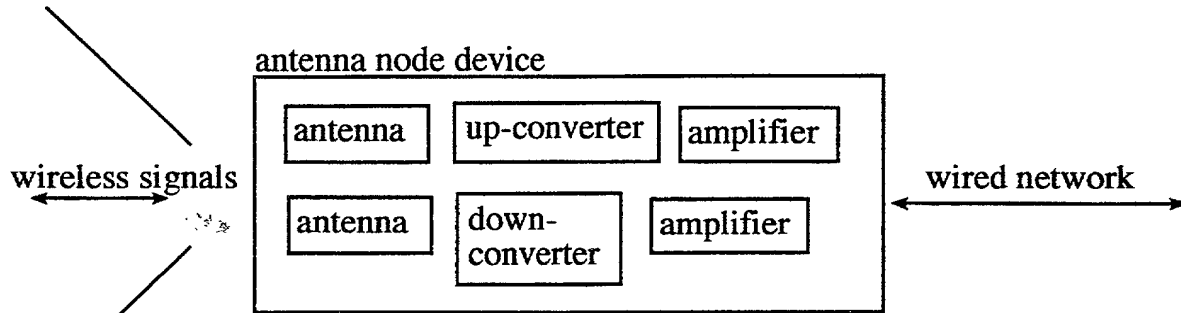 antenna node device
antenna
up-converter
amplifier
wireless signals
wired network
antenna
down-
converter
amplifier